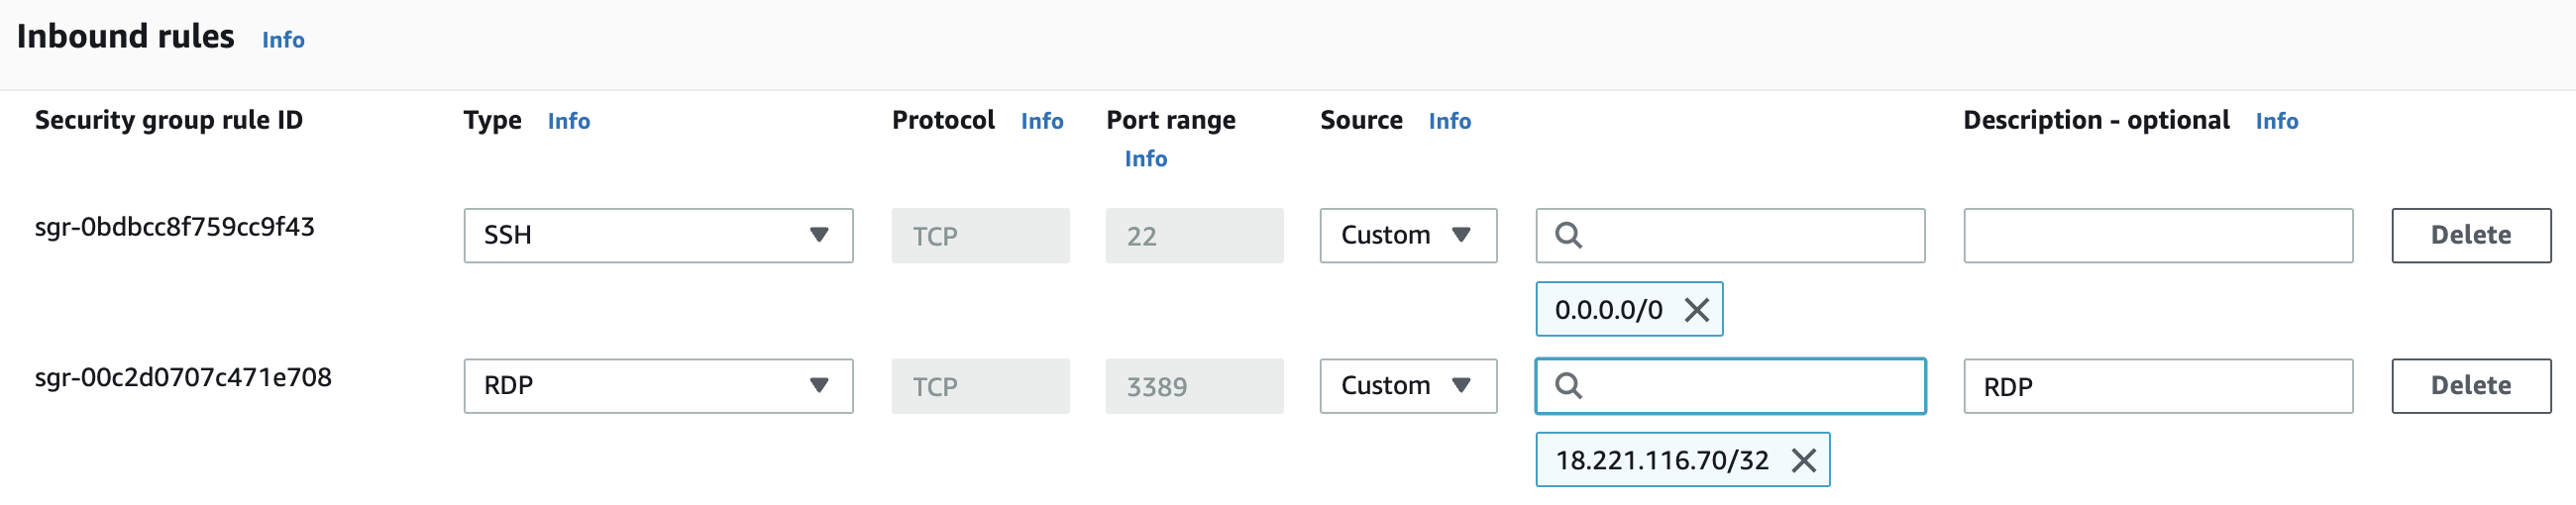 Inbound rules Info
Security group rule ID Type Info Protocol Info Port range Info Source Info Description - optional Info
sgr-0bdbcc8f759cc9f43 SSH TCP 22 Custom Delete
0.0.0.0/0
sgr-00c2d0707c471e708 RDP TCP 3389 Custom RDP Delete
18.221.116.70/32